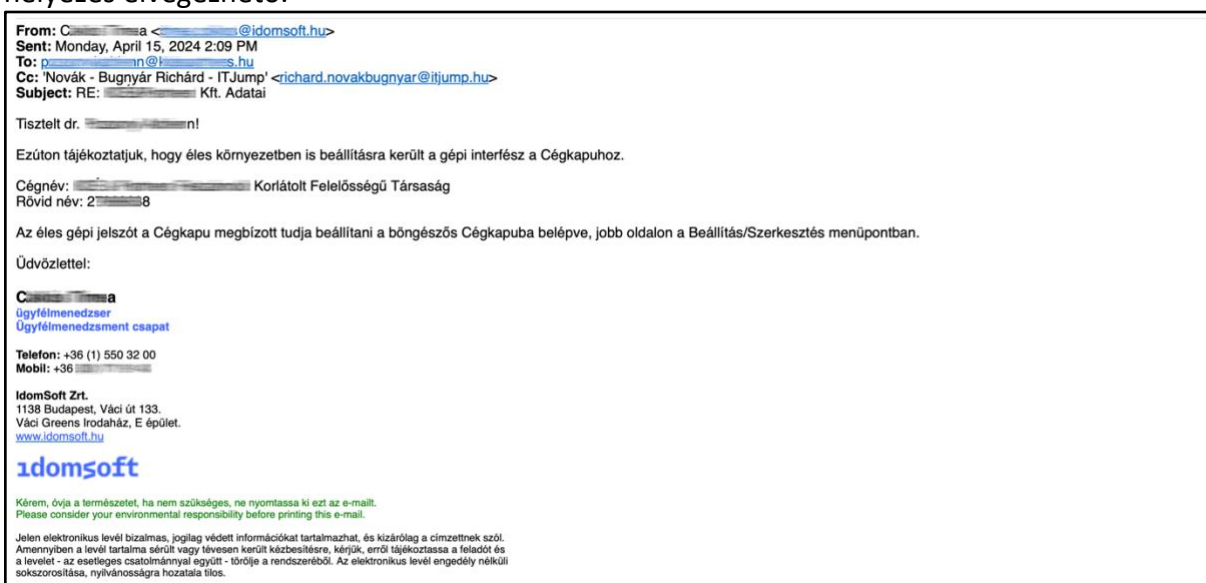 From: C a < @idomsoft.hu>
Sent: Monday, April 15, 2024 2:09 PM
To: p n@ s.hu
Cc: 'Novák - Bugnyár Richárd - ITJump' <richard.novakbugnyar@itjump.hu>
Subject: RE: Kft. Adatai
Tisztelt dr. n!
Ezúton tájékoztatjuk, hogy éles környezetben is beállításra került a gépi interfész a Cégkapuhoz.
Cégnév: Korlátolt Felelősségű Társaság
Rövid név: 2 8
Az éles gépi jelszót a Cégkapu megbízott tudja beállítani a böngészős Cégkapuba belépve, jobb oldalon a Beállítás/Szerkesztés menüpontban.
Üdvözlettel:
C a
ügyfélmenedzser
Ügyfélmenedzsment csapat
Telefon: +36 (1) 550 32 00
Mobil: +36
IdomSoft Zrt.
1138 Budapest, Váci út 133.
Váci Greens Irodaház, E épület.
www.idomsoft.hu
ıdomsoft
Kérem, óvja a természetet, ha nem szükséges, ne nyomtassa ki ezt az e-mailt.
Please consider your environmental responsibility before printing this e-mail.
Jelen elektronikus levél bizalmas, jogilag védett információkat tartalmazhat, és kizárólag a címzettnek szól.
Amennyiben a levél tartalma sérült vagy tévesen került kézbesítésre, kérjük, erről tájékoztassa a feladót és
a levelet - az esetleges csatolmánnyal együtt - törölje a rendszeréből. Az elektronikus levél engedély nélküli
sokszorosítása, nyilvánosságra hozatala tilos.